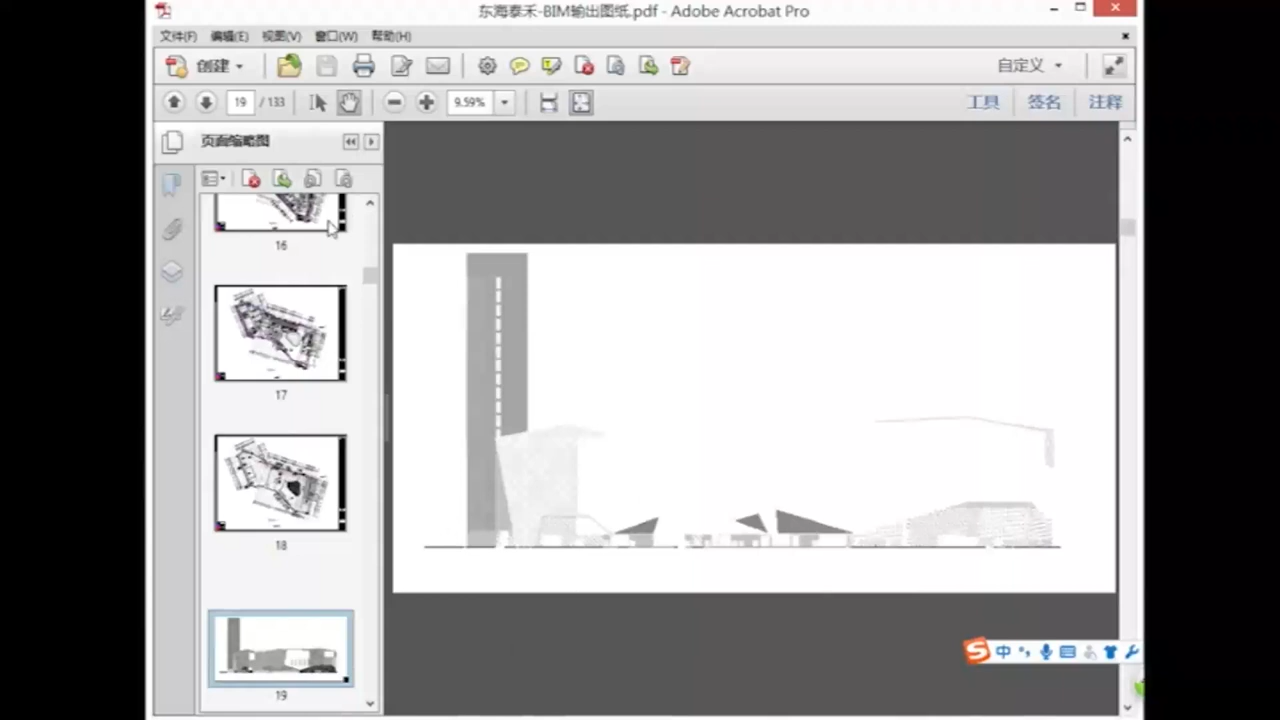 东海泰禾-BIM输出图纸.pdf - Adobe Acrobat Pro
文件(F) 编辑(E) 视图(V) 窗口(W) 帮助(H)
创建 自定义
19 / 133 9.59% 工具 签名 注释
页面缩略图
16
17
18
19
中